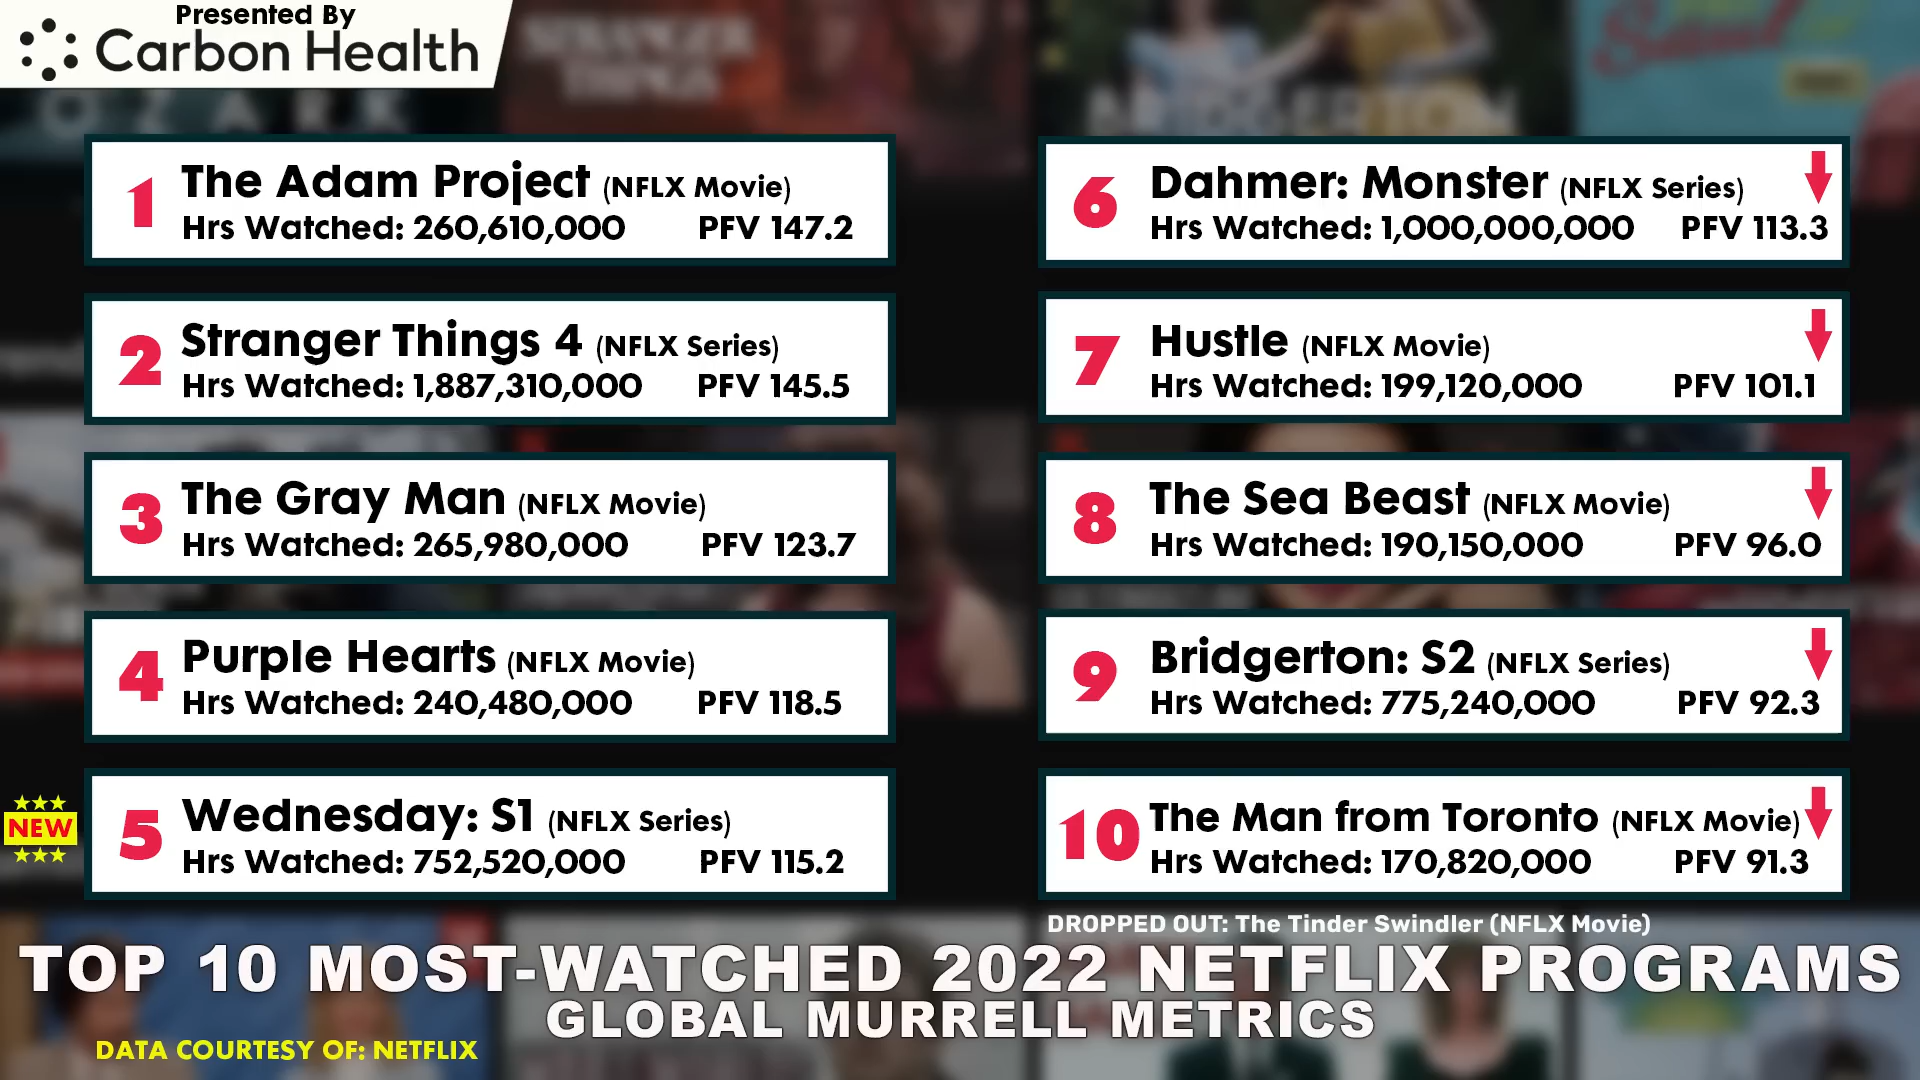 Presented By
Carbon Health
OZARK
STRANGER
THINGS
BRIDGERTON
1
The Adam Project (NFLX Movie)
Hrs Watched: 260,610,000 PFV 147.2
2
Stranger Things 4 (NFLX Series)
Hrs Watched: 1,887,310,000 PFV 145.5
3
The Gray Man (NFLX Movie)
Hrs Watched: 265,980,000 PFV 123.7
4
Purple Hearts (NFLX Movie)
Hrs Watched: 240,480,000 PFV 118.5
NEW
5
Wednesday: S1 (NFLX Series)
Hrs Watched: 752,520,000 PFV 115.2
6
Dahmer: Monster (NFLX Series)
Hrs Watched: 1,000,000,000 PFV 113.3
7
Hustle (NFLX Movie)
Hrs Watched: 199,120,000 PFV 101.1
8
The Sea Beast (NFLX Movie)
Hrs Watched: 190,150,000 PFV 96.0
9
Bridgerton: S2 (NFLX Series)
Hrs Watched: 775,240,000 PFV 92.3
10
The Man from Toronto (NFLX Movie)
Hrs Watched: 170,820,000 PFV 91.3
DROPPED OUT: The Tinder Swindler (NFLX Movie)
TOP 10 MOST-WATCHED 2022 NETFLIX PROGRAMS
GLOBAL MURRELL METRICS
DATA COURTESY OF: NETFLIX